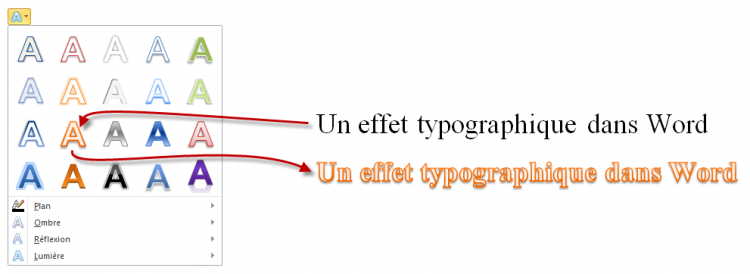 A
A A A A A
A A A A A
A A A A A
A A A A A
Un effet typographique dans Word
Un effet typographique dans Word
Plan
Ombre
Réflexion
Lumière